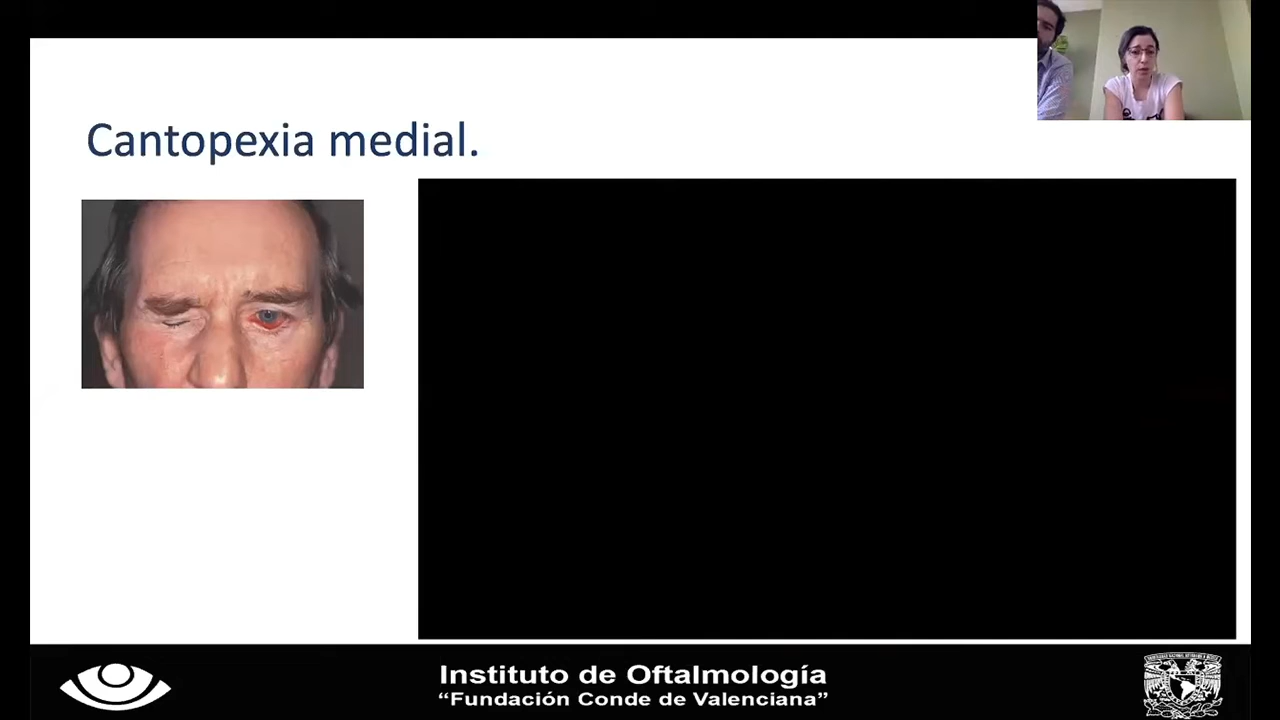 Cantopexia medial.
Instituto de Oftalmología
“Fundación Conde de Valenciana”